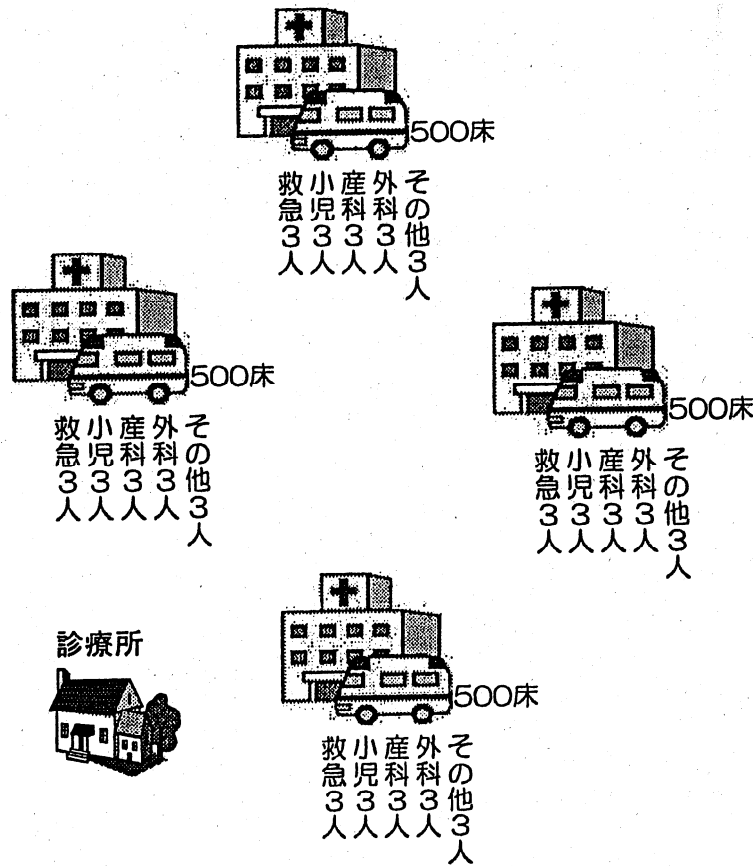 500床
救急3人
小児3人
産科3人
外科3人
その他3人
500床
救急3人
小児3人
産科3人
外科3人
その他3人
500床
救急3人
小児3人
産科3人
外科3人
その他3人
診療所
500床
救急3人
小児3人
産科3人
外科3人
その他3人